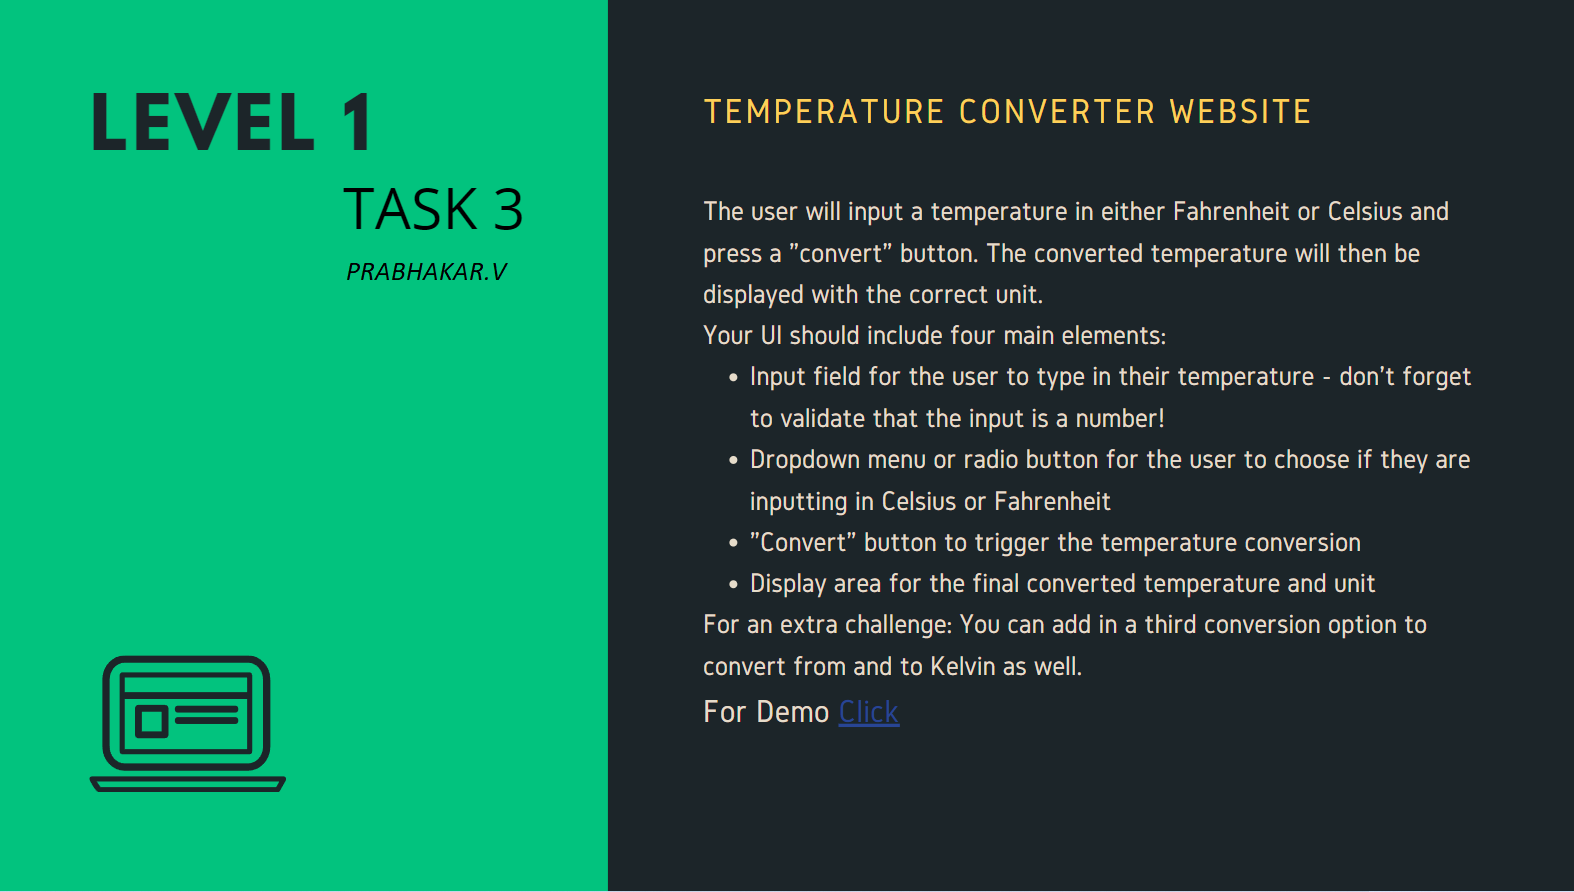 LEVEL 1
TASK 3
PRABHAKAR.V
TEMPERATURE CONVERTER WEBSITE
The user will input a temperature in either Fahrenheit or Celsius and
press a ”convert” button. The converted temperature will then be
displayed with the correct unit.
Your UI should include four main elements:
• Input field for the user to type in their temperature - don’t forget
to validate that the input is a number!
• Dropdown menu or radio button for the user to choose if they are
inputting in Celsius or Fahrenheit
• ”Convert” button to trigger the temperature conversion
• Display area for the final converted temperature and unit
For an extra challenge: You can add in a third conversion option to
convert from and to Kelvin as well.
For Demo Click